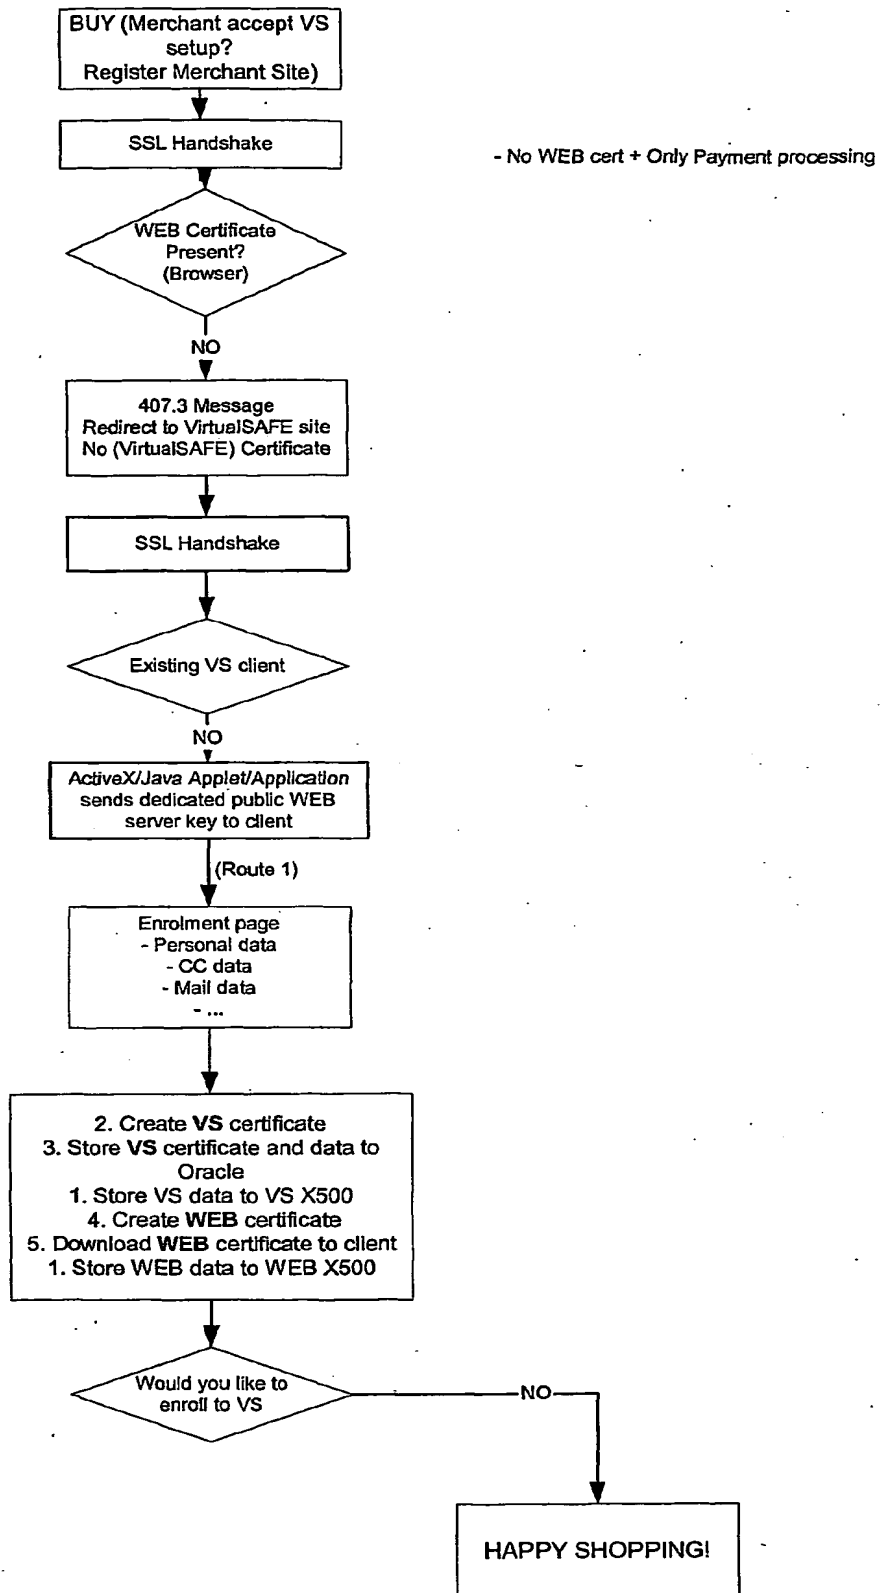 BUY (Merchant accept VS
setup?
Register Merchant Site)
SSL Handshake
- No WEB cert + Only Payment processing
WEB Certificate
Present?
(Browser)
NO
407.3 Message
Redirect to VirtualSAFE site
No (VirtualSAFE) Certificate
SSL Handshake
Existing VS client
NO
ActiveX/Java Applet/Application
sends dedicated public WEB
server key to client
(Route 1)
Enrolment page
- Personal data
- CC data
- Mail data
- ...
2. Create VS certificate
3. Store VS certificate and data to
Oracle
1. Store VS data to VS X500
4. Create WEB certificate
5. Download WEB certificate to client
1. Store WEB data to WEB X500
Would you like to
enroll to VS
NO
HAPPY SHOPPING!